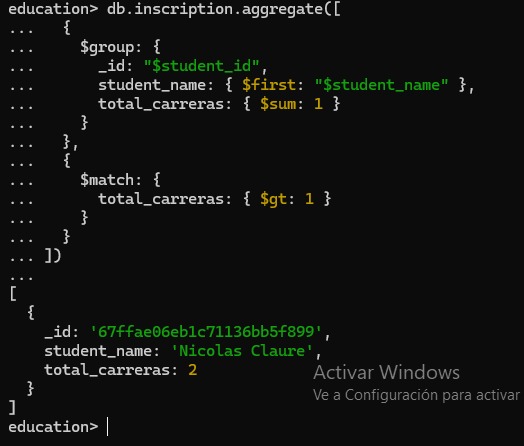 education> db.inscription.aggregate([
...   {
...     $group: {
...       _id: "$student_id",
...       student_name: { $first: "$student_name" },
...       total_carreras: { $sum: 1 }
...     }
...   },
...   {
...     $match: {
...       total_carreras: { $gt: 1 }
...     }
...   }
... ])
...
[
  {
    _id: '67ffae06eb1c71136bb5f899',
    student_name: 'Nicolas Claure',
    total_carreras: 2
  }
]
education>
Activar Windows
Ve a Configuración para activar